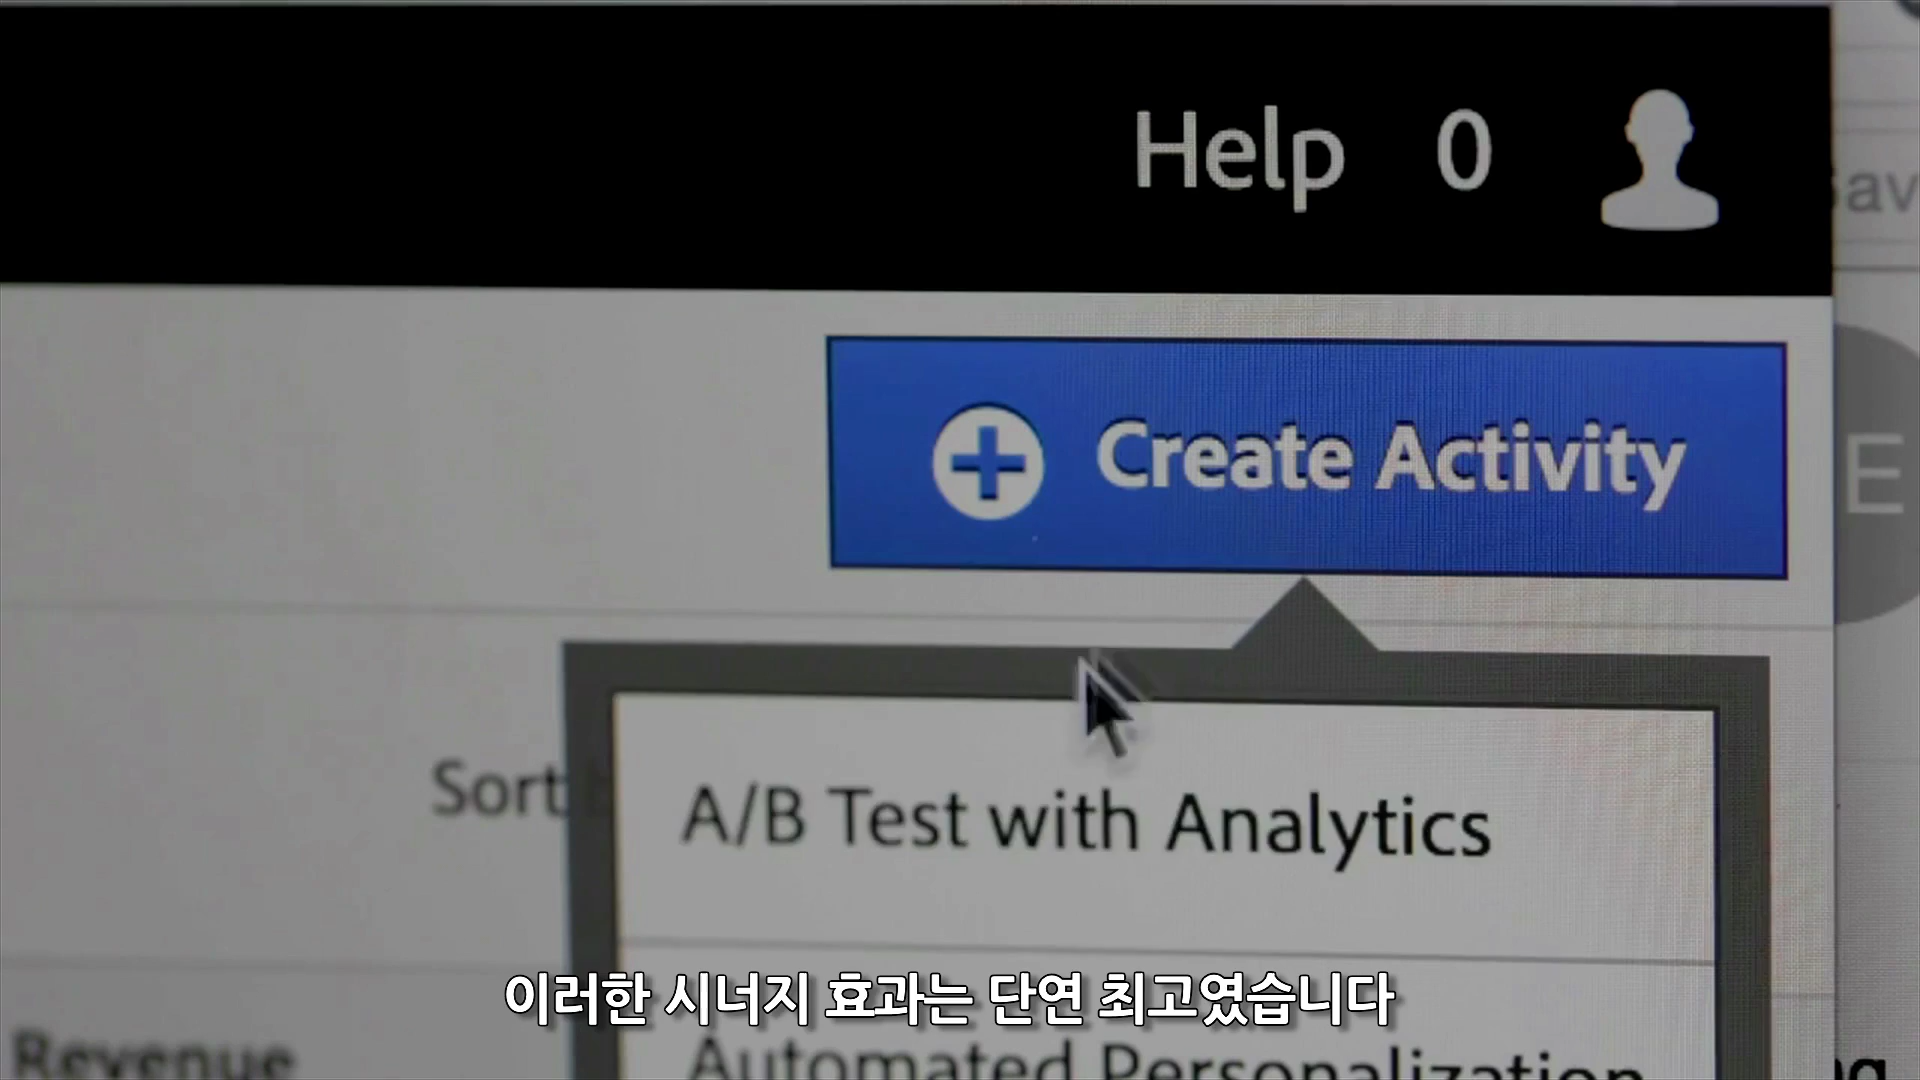 Help 0
Create Activity
Sort
A/B Test with Analytics
이러한 시너지 효과는 단연 최고였습니다
Automated Personalization
Revenue